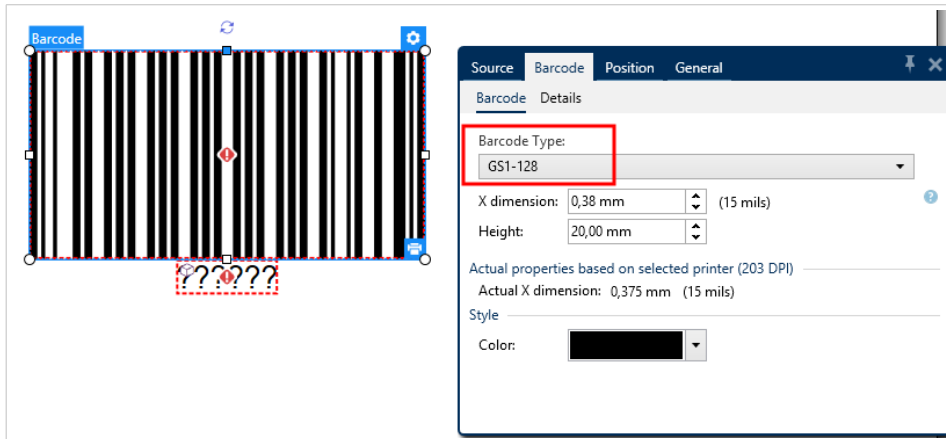 Barcode
??????
Source Barcode Position General
Barcode Details
Barcode Type:
GS1-128
X dimension: 0,38 mm (15 mils)
Height: 20,00 mm
Actual properties based on selected printer (203 DPI)
Actual X dimension: 0,375 mm (15 mils)
Style
Color: